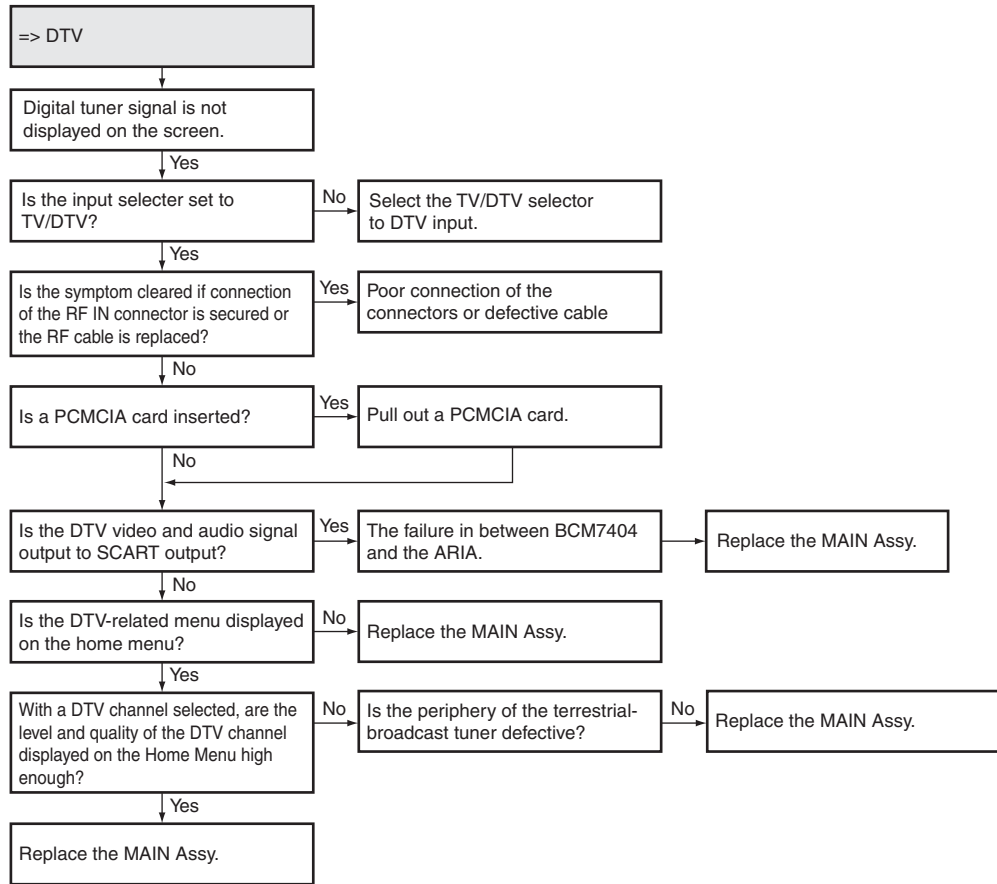 => DTV
Digital tuner signal is not
displayed on the screen.
Yes
Is the input selecter set to
TV/DTV?
No
Select the TV/DTV selector
to DTV input.
Yes
Is the symptom cleared if connection
of the RF IN connector is secured or
the RF cable is replaced?
Yes
Poor connection of the
connectors or defective cable
No
Is a PCMCIA card inserted?
Yes
Pull out a PCMCIA card.
No
Is the DTV video and audio signal
output to SCART output?
Yes
The failure in between BCM7404
and the ARIA.
Replace the MAIN Assy.
No
Is the DTV-related menu displayed
on the home menu?
No
Replace the MAIN Assy.
Yes
With a DTV channel selected, are the
level and quality of the DTV channel
displayed on the Home Menu high
enough?
No
Is the periphery of the terrestrial-
broadcast tuner defective?
No
Replace the MAIN Assy.
Yes
Replace the MAIN Assy.